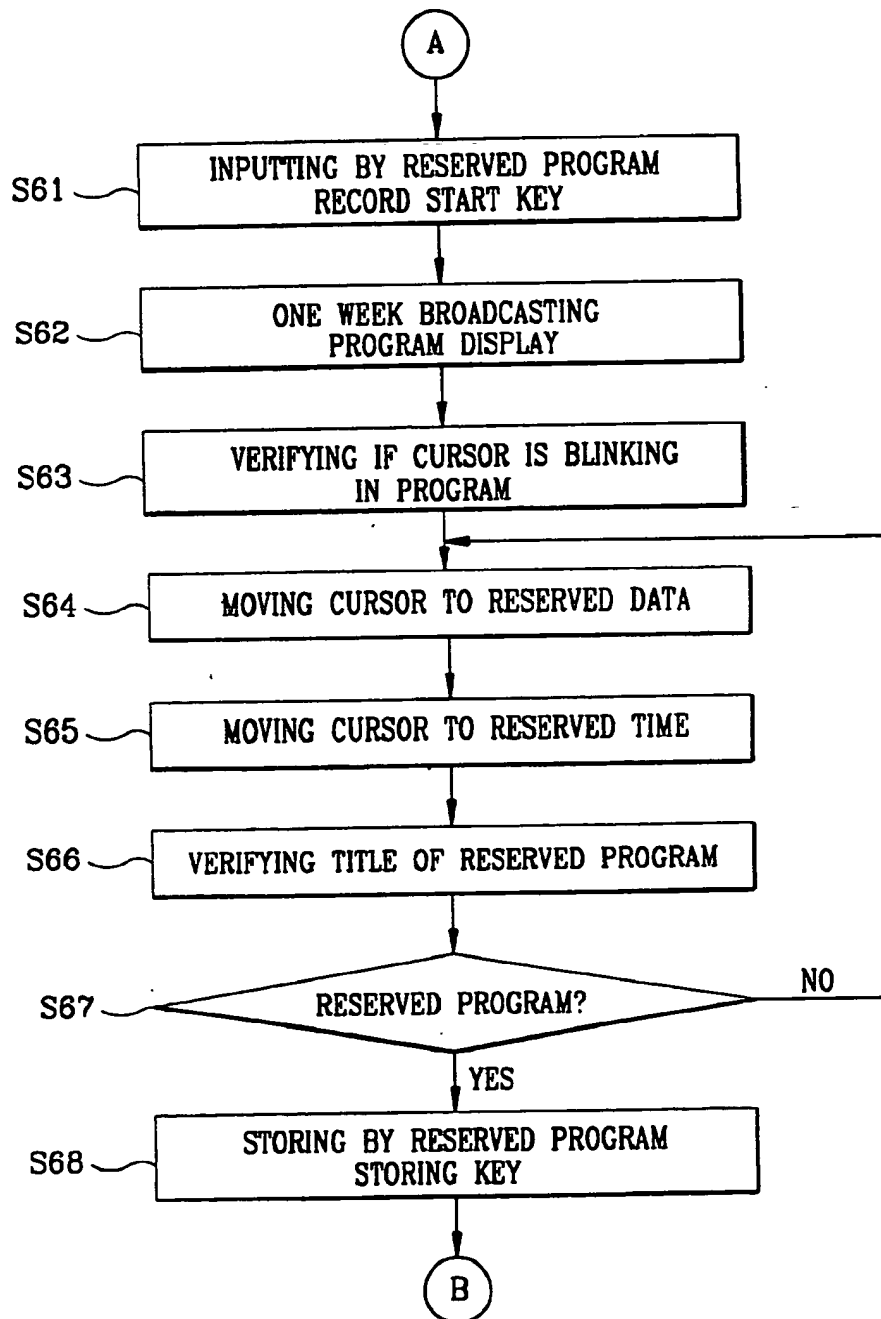 A
S61
INPUTTING BY RESERVED PROGRAM
RECORD START KEY
S62
ONE WEEK BROADCASTING
PROGRAM DISPLAY
S63
VERIFYING IF CURSOR IS BLINKING
IN PROGRAM
S64
MOVING CURSOR TO RESERVED DATA
S65
MOVING CURSOR TO RESERVED TIME
S66
VERIFYING TITLE OF RESERVED PROGRAM
S67
RESERVED PROGRAM?
NO
YES
S68
STORING BY RESERVED PROGRAM
STORING KEY
B